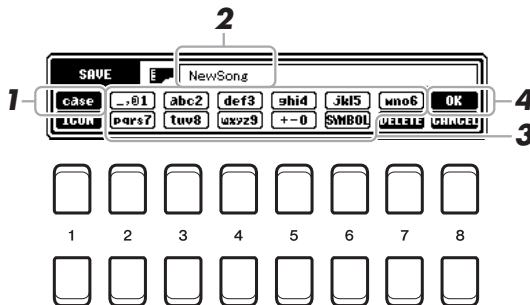 2
SAVE NewSong
1 case _,@1 abc2 def3 ghi4 jkl5 mno6 OK 4
ICON pqrs7 tuv8 wxyz9 +-0 SYMBOL DELETE CANCEL 3
1 2 3 4 5 6 7 8